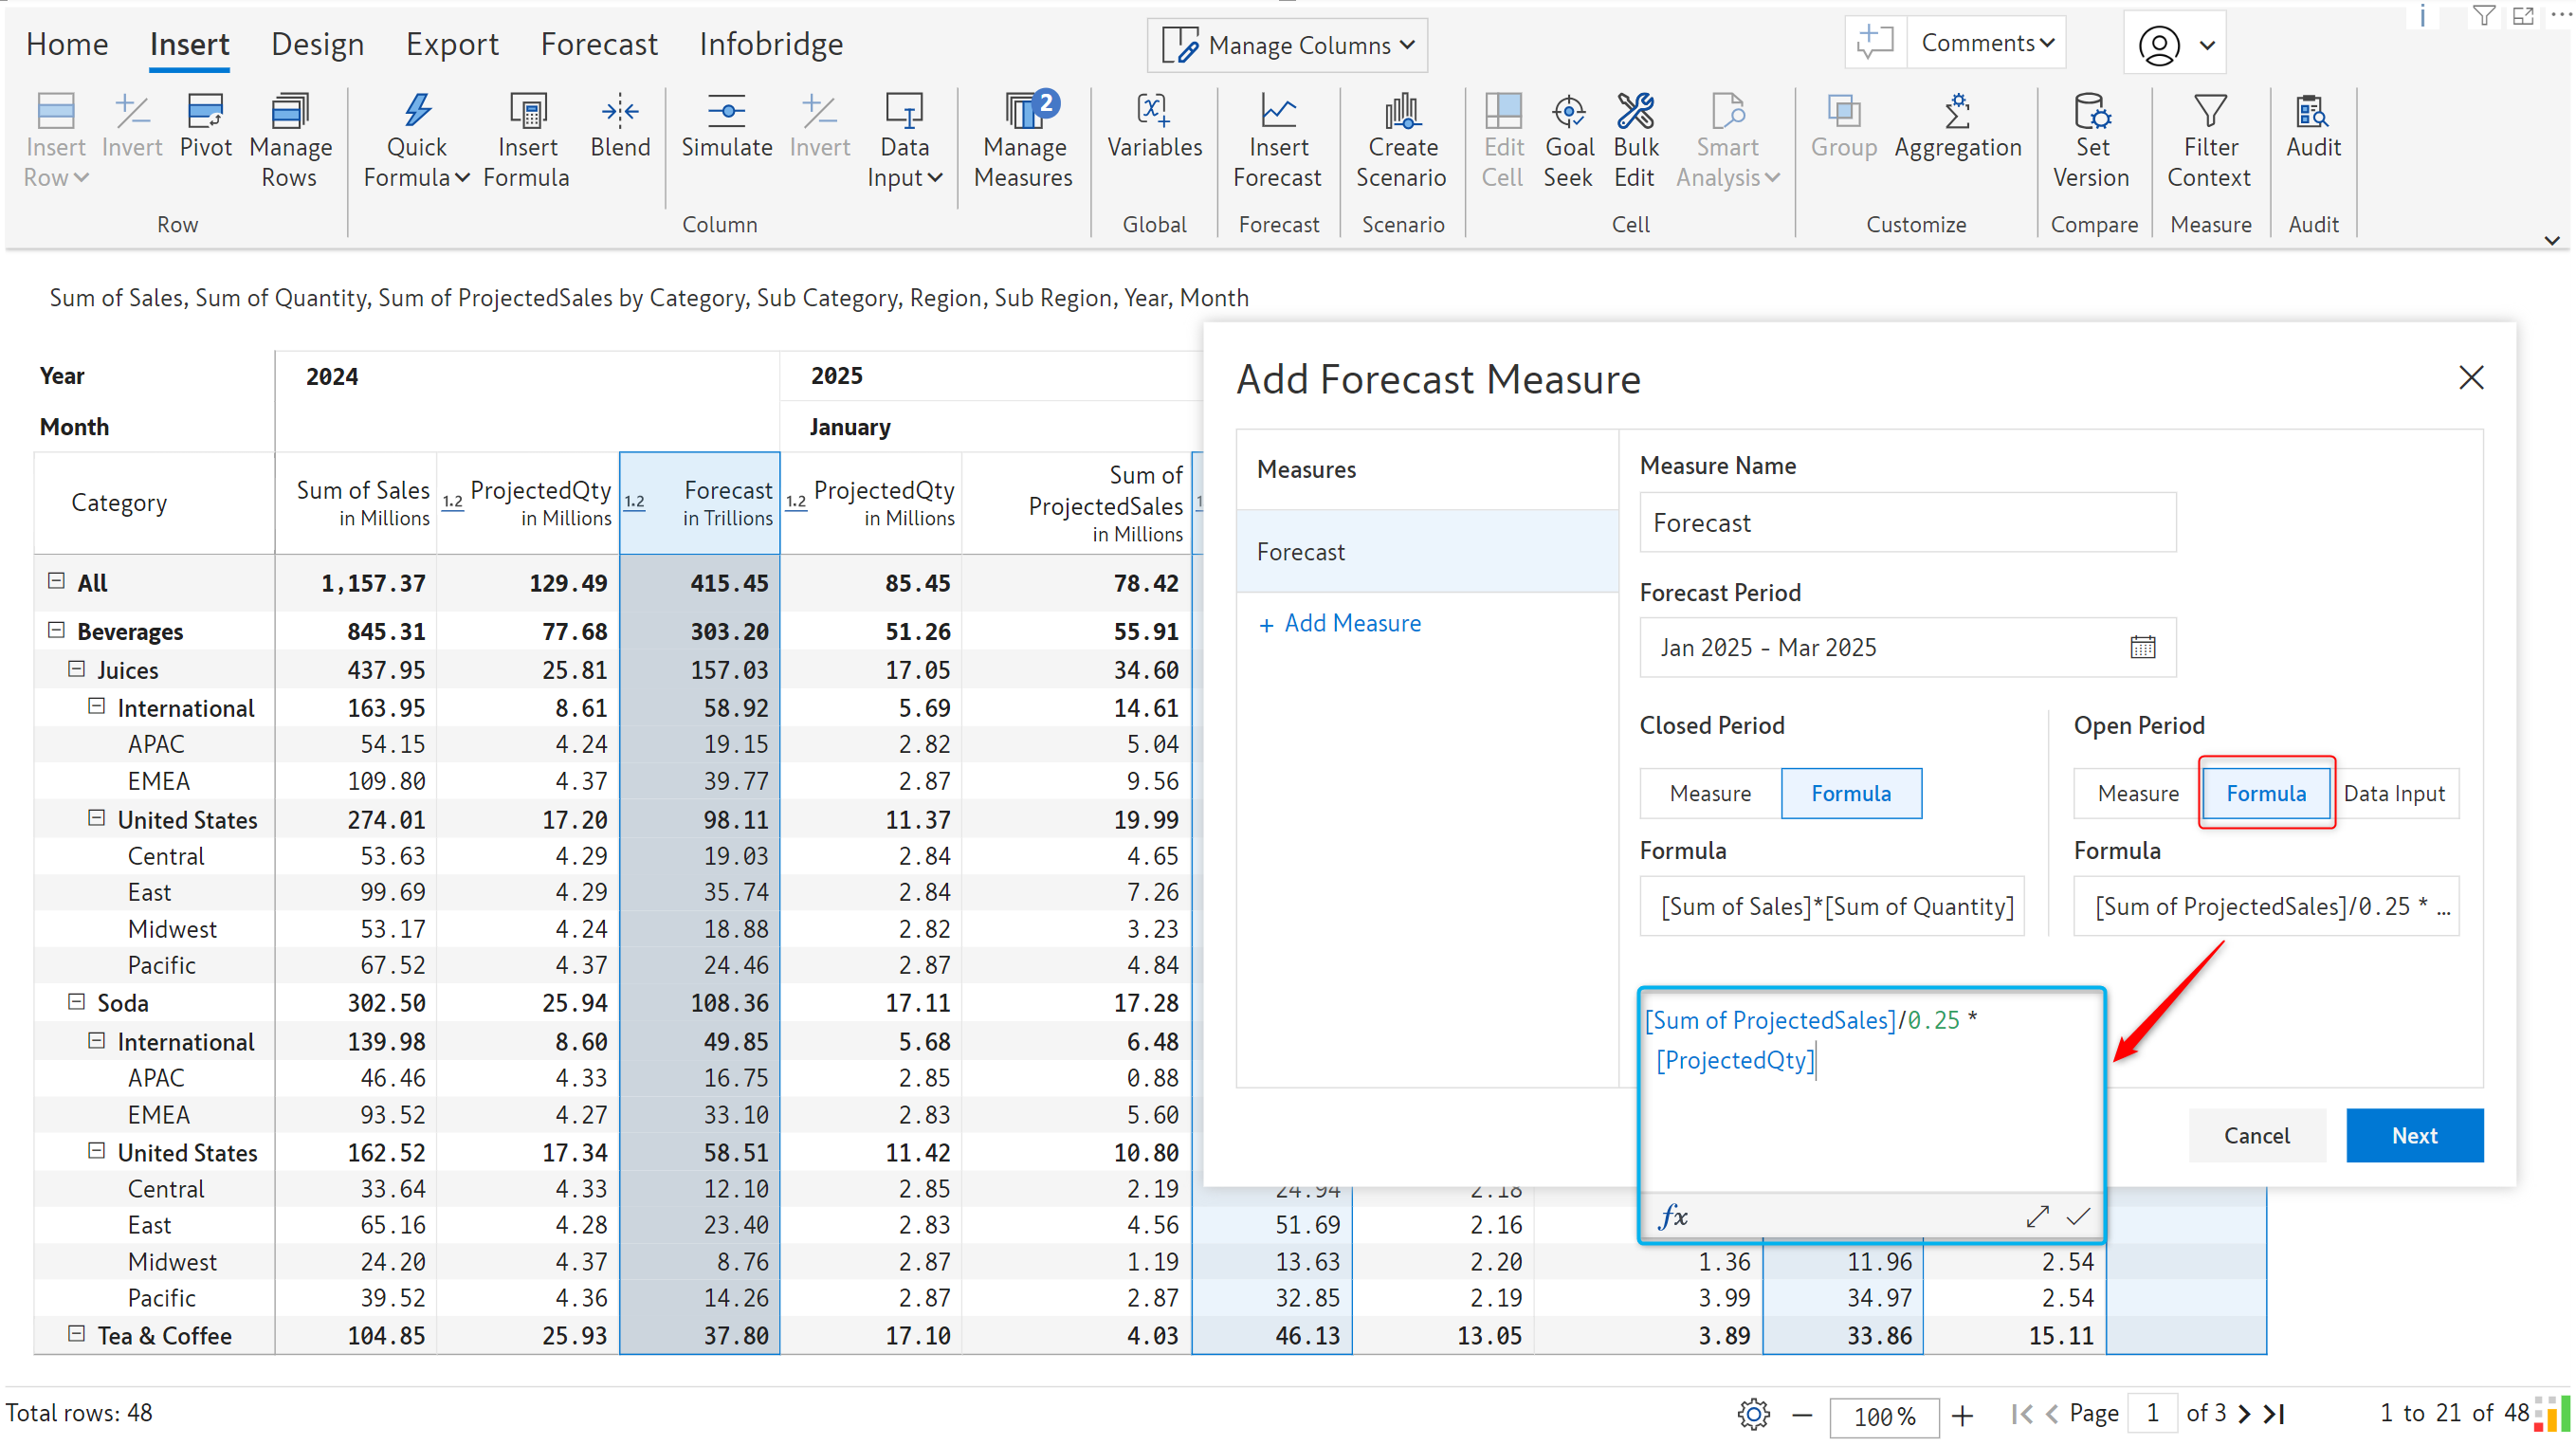 Home Insert Design Export Forecast Infobridge Manage Columns Comments
Insert Row Invert Pivot Manage Rows Quick Formula Insert Formula Blend Simulate Invert Data Input Manage Measures 2 Variables Insert Forecast Create Scenario Edit Cell Goal Seek Bulk Edit Smart Analysis Group Aggregation Set Version Filter Context Audit
Row Column Global Forecast Scenario Cell Customize Compare Measure Audit
Sum of Sales, Sum of Quantity, Sum of ProjectedSales by Category, Sub Category, Region, Sub Region, Year, Month
Year 2024 2025
Month January
Category Sum of Sales in Millions 1.2 ProjectedQty in Millions 1.2 Forecast in Trillions 1.2 ProjectedQty in Millions Sum of ProjectedSales in Millions
All 1,157.37 129.49 415.45 85.45 78.42
Beverages 845.31 77.68 303.20 51.26 55.91
Juices 437.95 25.81 157.03 17.05 34.60
International 163.95 8.61 58.92 5.69 14.61
APAC 54.15 4.24 19.15 2.82 5.04
EMEA 109.80 4.37 39.77 2.87 9.56
United States 274.01 17.20 98.11 11.37 19.99
Central 53.63 4.29 19.03 2.84 4.65
East 99.69 4.29 35.74 2.84 7.26
Midwest 53.17 4.24 18.88 2.82 3.23
Pacific 67.52 4.37 24.46 2.87 4.84
Soda 302.50 25.94 108.36 17.11 17.28
International 139.98 8.60 49.85 5.68 6.48
APAC 46.46 4.33 16.75 2.85 0.88
EMEA 93.52 4.27 33.10 2.83 5.60
United States 162.52 17.34 58.51 11.42 10.80
Central 33.64 4.33 12.10 2.85 2.19 24.94 2.18
East 65.16 4.28 23.40 2.83 4.56 51.69 2.16
Midwest 24.20 4.37 8.76 2.87 1.19 13.63 2.20 1.36 11.96 2.54
Pacific 39.52 4.36 14.26 2.87 2.87 32.85 2.19 3.99 34.97 2.54
Tea & Coffee 104.85 25.93 37.80 17.10 4.03 46.13 13.05 3.89 33.86 15.11
Add Forecast Measure
Measures
Forecast
+ Add Measure
Measure Name
Forecast
Forecast Period
Jan 2025 - Mar 2025
Closed Period Open Period
Measure Formula Measure Formula Data Input
Formula Formula
[Sum of Sales]*[Sum of Quantity] [Sum of ProjectedSales]/0.25 * ...
[Sum of ProjectedSales]/0.25 *
[ProjectedQty]
fx
Cancel Next
Total rows: 48 100% Page 1 of 3 1 to 21 of 48